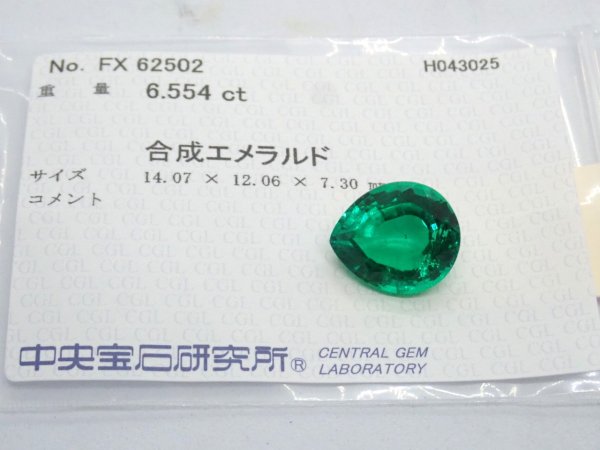 No. FX 62502
H043025
重 量 6.554 ct
合成エメラルド
サイズ 14.07 × 12.06 × 7.30
コメント
中央宝石研究所® CENTRAL GEM
LABORATORY